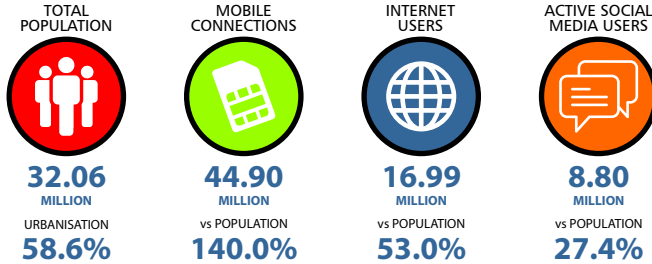 TOTAL
POPULATION
32.06
MILLION
URBANISATION
58.6%
MOBILE
CONNECTIONS
44.90
MILLION
vs POPULATION
140.0%
INTERNET
USERS
16.99
MILLION
vs POPULATION
53.0%
ACTIVE SOCIAL
MEDIA USERS
8.80
MILLION
vs POPULATION
27.4%